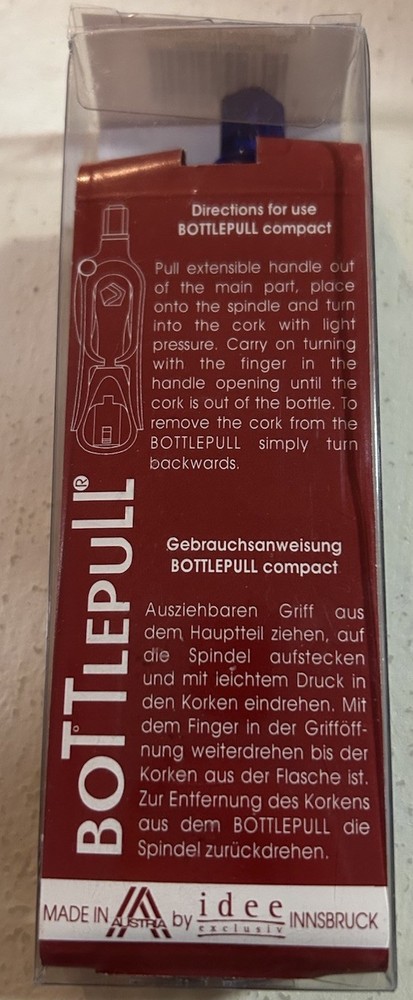 Directions for use
BOTTLEPULL compact
Pull extensible handle out
of the main part, place
onto the spindle and turn
into the cork with light
pressure. Carry on turning
with the finger in the
handle opening until the
cork is out of the bottle. To
remove the cork from the
BOTTLEPULL simply turn
backwards.
BOTTLEPULL®
Gebrauchsanweisung
BOTTLEPULL compact
Ausziehbaren Griff aus
dem Hauptteil ziehen, auf
die Spindel aufstecken
und mit leichtem Druck in
den Korken eindrehen. Mit
dem Finger in der Grifföff-
nung weiterdrehen bis der
Korken aus der Flasche ist.
Zur Entfernung des Korkens
aus dem BOTTLEPULL die
Spindel zurückdrehen.
MADE IN AUSTRIA by idee exclusiv INNSBRUCK